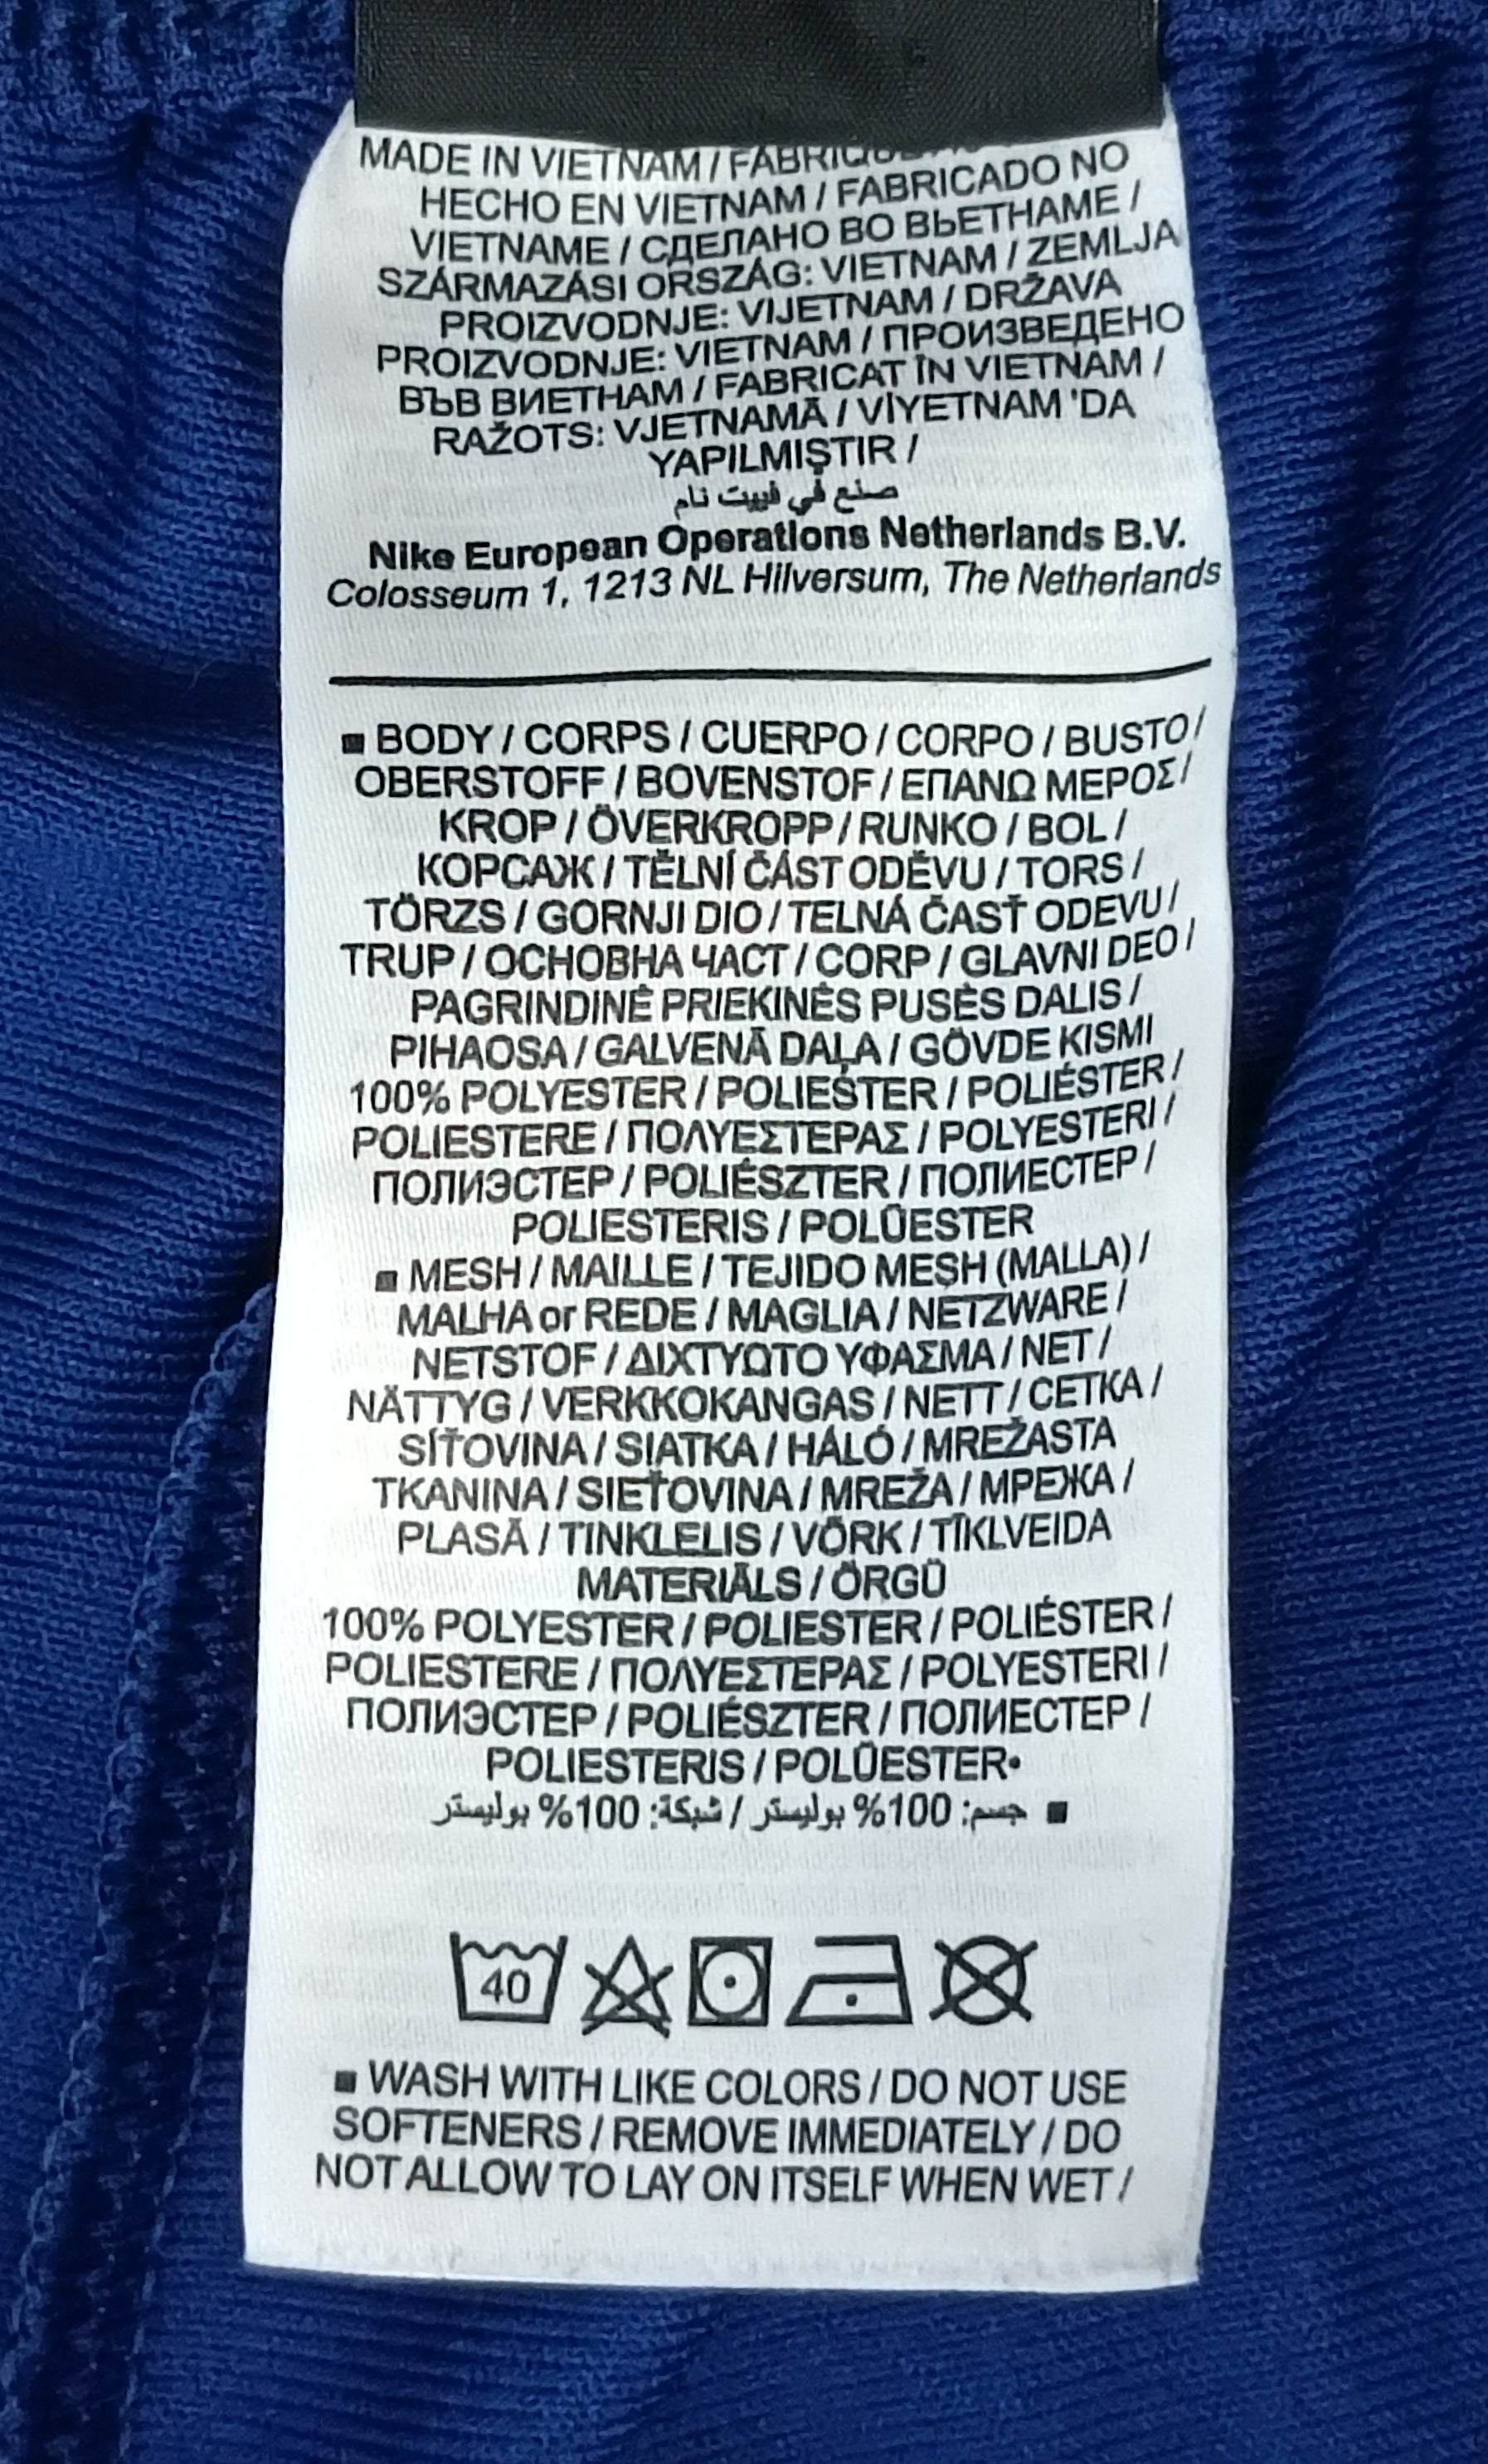 MADE IN VIETNAM /
HECHO EN VIETNAM / FABRICADO NO
VIETNAME / СДЕЛАНО ВО ВЬЕТНАМЕ /
SZÁRMAZÁSI ORSZÁG: VIETNAM / ZEMLJA
PROIZVODNJE: VIJETNAM / DRŽAVA
PROIZVODNJE: VIETNAM / ПРОИЗВЕДЕНО
ВЪВ ВИЕТНАМ / FABRICAT ÎN VIETNAM /
RAŽOTS: VJETNAMĀ / VİYETNAM 'DA
YAPILMIŞTIR /
صنع في فييت نام
Nike European Operations Netherlands B.V.
Colosseum 1, 1213 NL Hilversum, The Netherlands
■ BODY / CORPS / CUERPO / CORPO / BUSTO /
OBERSTOFF / BOVENSTOF / ΕΠΑΝΩ ΜΕΡΟΣ /
KROP / ÖVERKROPP / RUNKO / BOL /
КОРСАЖ / TĚLNÍ ČÁST ODĚVU / TORS /
TÖRZS / GORNJI DIO / TELNÁ ČASŤ ODEVU /
TRUP / ОСНОВНА ЧАСТ / CORP / GLAVNI DEO /
PAGRINDINĖ PRIEKINĖS PUSĖS DALIS /
PIHAOSA / GALVENĀ DAĻA / GÖVDE KISMI
100% POLYESTER / POLIESTER / POLIÉSTER /
POLIESTERE / ΠΟΛΥΕΣΤΕΡΑΣ / POLYESTERI /
ПОЛИЭСТЕР / POLIÉSZTER / ПОЛИЕСТЕР /
POLIESTERIS / POLÜESTER
■ MESH / MAILLE / TEJIDO MESH (MALLA) /
MALHA or REDE / MAGLIA / NETZWARE /
NETSTOF / ΔΙΧΤΥΩΤΟ ΥΦΑΣΜΑ / NET /
NÄTTYG / VERKKOKANGAS / NETT / СЕТКА /
SÍŤOVINA / SIATKA / HÁLÓ / MREŽASTA
TKANINA / SIEŤOVINA / MREŽA / МРЕЖА /
PLASĂ / TINKLELIS / VÕRK / TĪKLVEIDA
MATERIĀLS / ÖRGÜ
100% POLYESTER / POLIESTER / POLIÉSTER /
POLIESTERE / ΠΟΛΥΕΣΤΕΡΑΣ / POLYESTERI /
ПОЛИЭСТЕР / POLIÉSZTER / ПОЛИЕСТЕР /
POLIESTERIS / POLÜESTER•
■ جسم: 100% بوليستر / شبكة: 100% بوليستر
40
■ WASH WITH LIKE COLORS / DO NOT USE
SOFTENERS / REMOVE IMMEDIATELY / DO
NOT ALLOW TO LAY ON ITSELF WHEN WET /